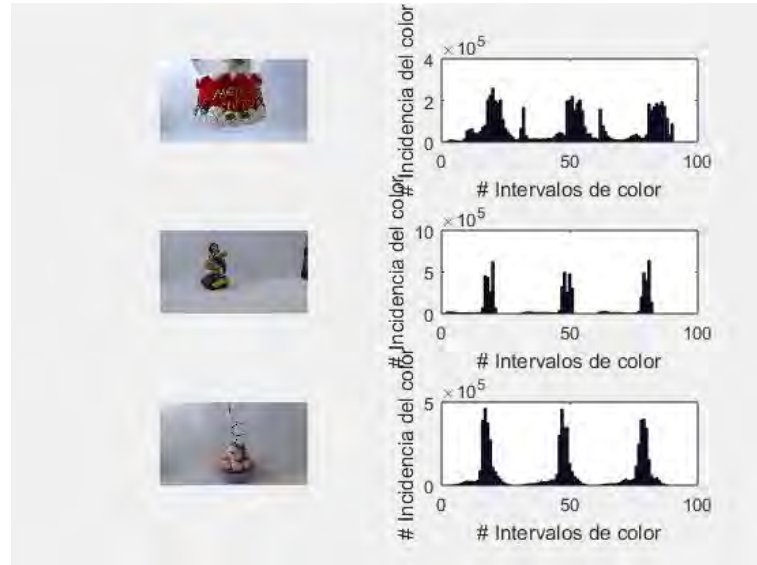 # Incidencia del color
×10^5
4
2
0
0 50 100
# Intervalos de color
# Incidencia del color
×10^5
10
5
0
0 50 100
# Intervalos de color
# Incidencia del color
×10^5
5
0
0 50 100
# Intervalos de color